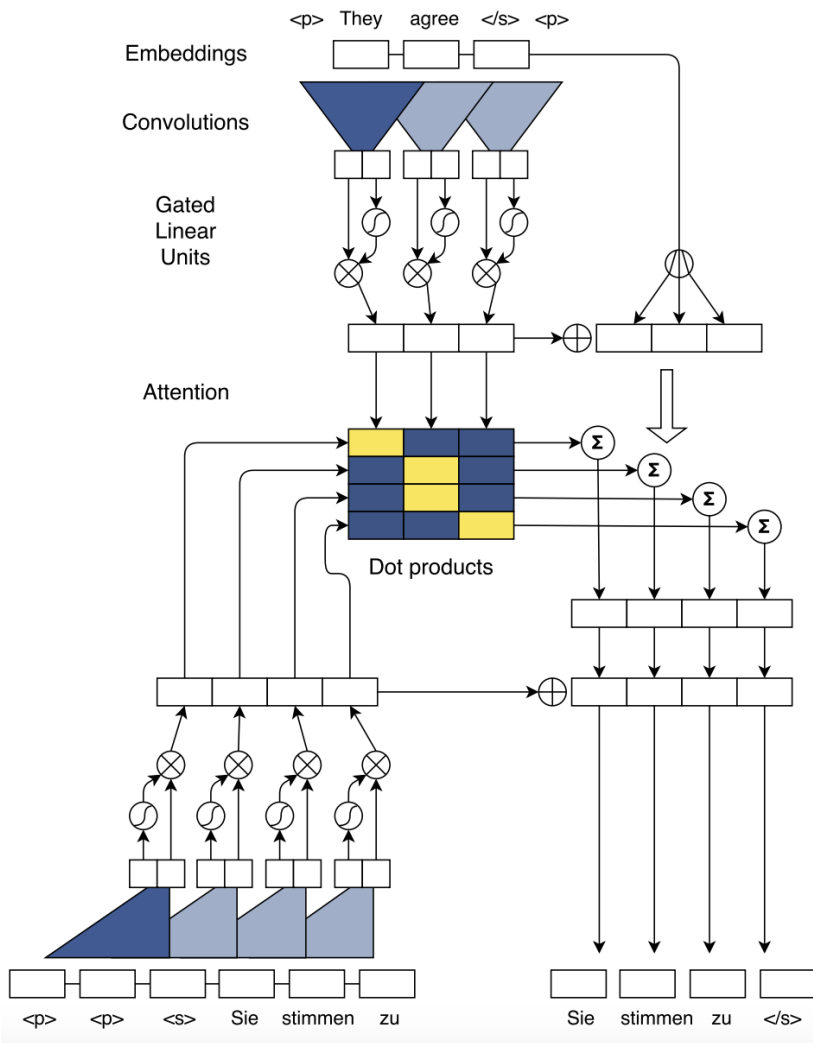 <p> They agree </s> <p>
Embeddings
Convolutions
Gated
Linear
Units
Attention
Σ
Σ
Σ
Σ
Dot products
<p> <p> <s> Sie stimmen zu
Sie stimmen zu </s>